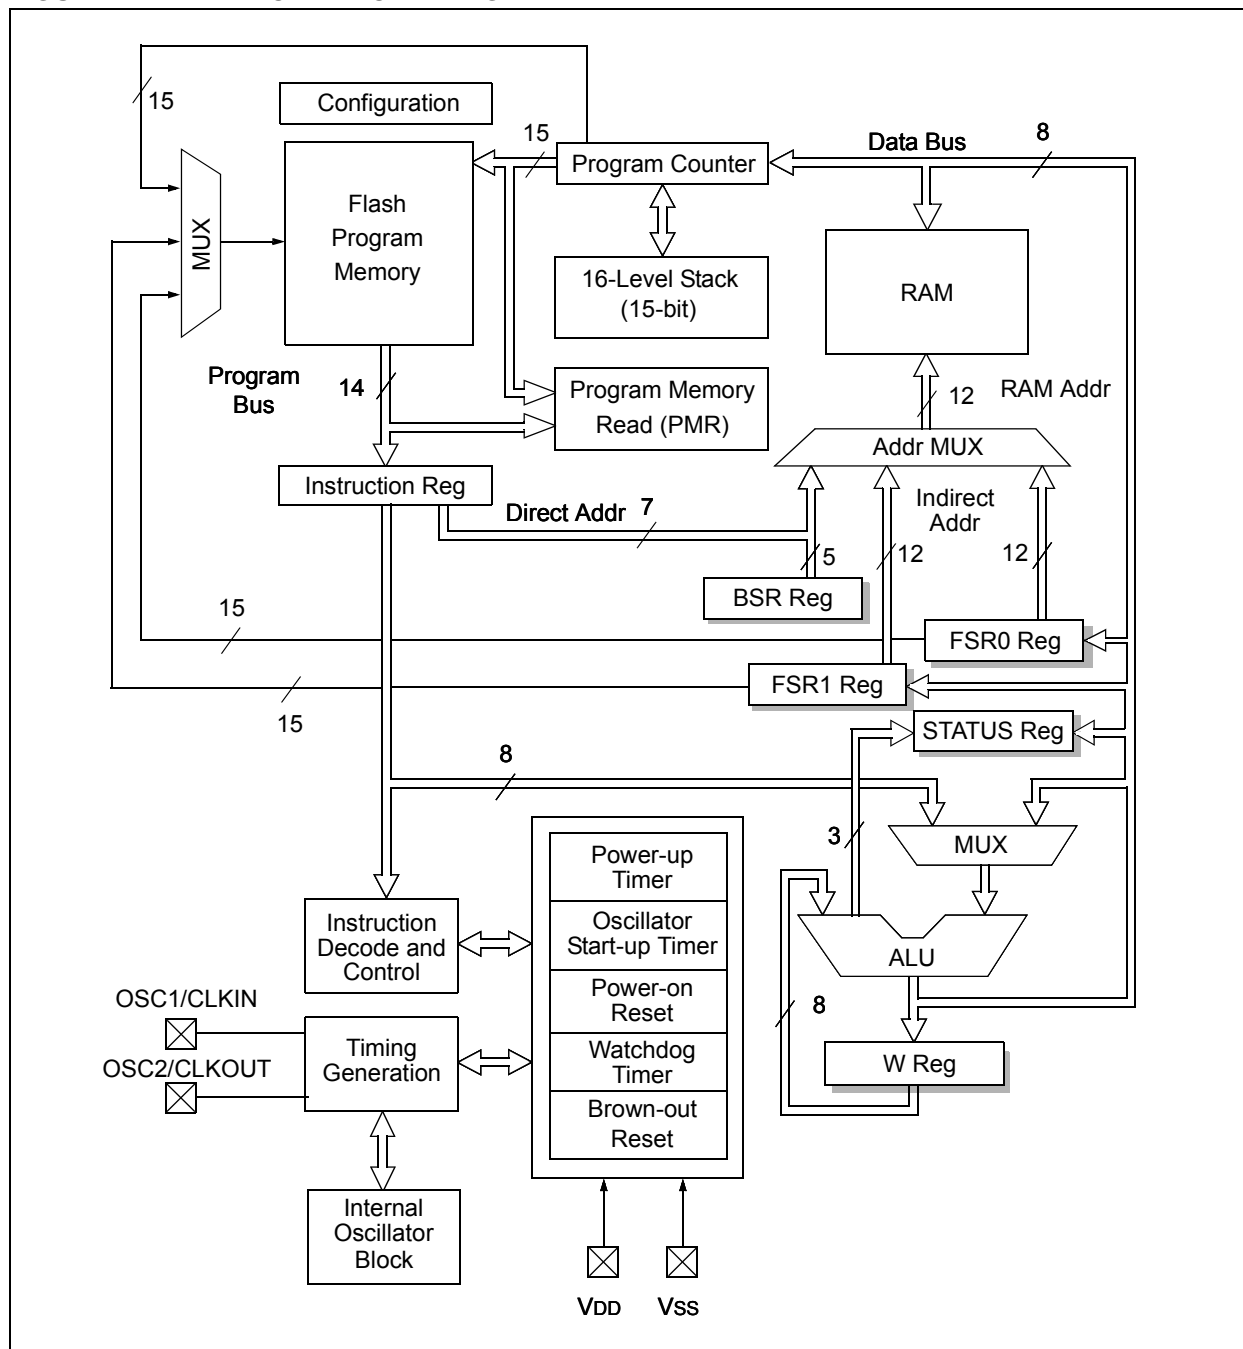 15
Configuration
15
Program Counter
Data Bus
8
MUX
Flash
Program
Memory
16-Level Stack
(15-bit)
RAM
Program
Bus
14
Program Memory
Read (PMR)
12
RAM Addr
Addr MUX
Instruction Reg
Direct Addr
7
Indirect
Addr
5
12
12
BSR Reg
15
FSR0 Reg
FSR1 Reg
15
STATUS Reg
8
3
MUX
Power-up
Timer
Instruction
Decode and
Control
Oscillator
Start-up Timer
ALU
Power-on
Reset
8
OSC1/CLKIN
OSC2/CLKOUT
Timing
Generation
Watchdog
Timer
W Reg
Brown-out
Reset
Internal
Oscillator
Block
VDD
VSS